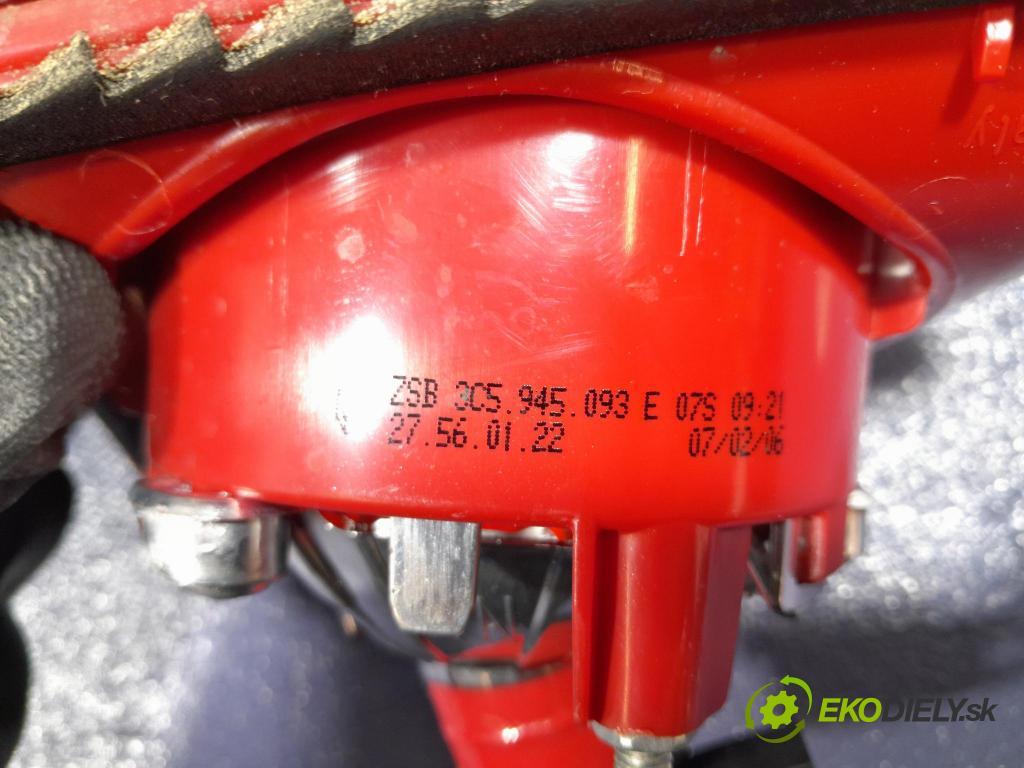 ZSB 3C5.945.093 E 07S 09:21
27.56.01.22 07/02/06
EKODIELY.sk